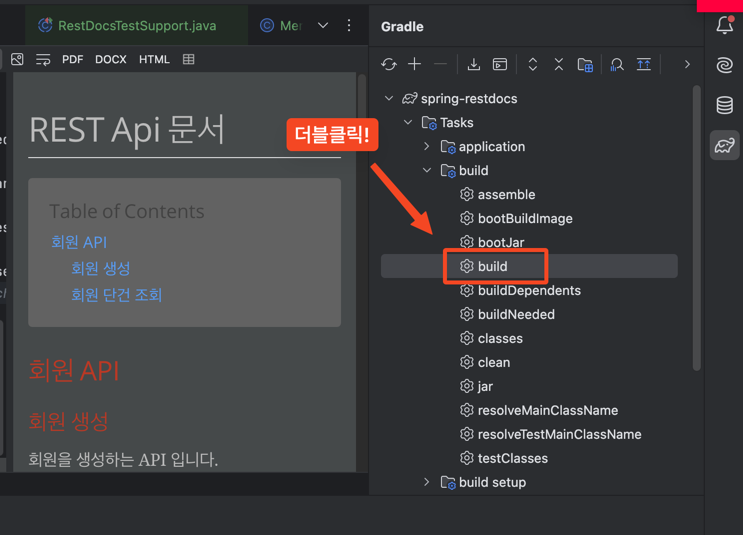 RestDocsTestSupport.java
Me
PDF DOCX HTML
REST Api 문서
Table of Contents
회원 API
회원 생성
회원 단건 조회
회원 API
회원 생성
회원을 생성하는 API 입니다.
더블클릭!
Gradle
spring-restdocs
Tasks
application
build
assemble
bootBuildImage
bootJar
build
buildDependents
buildNeeded
classes
clean
jar
resolveMainClassName
resolveTestMainClassName
testClasses
build setup